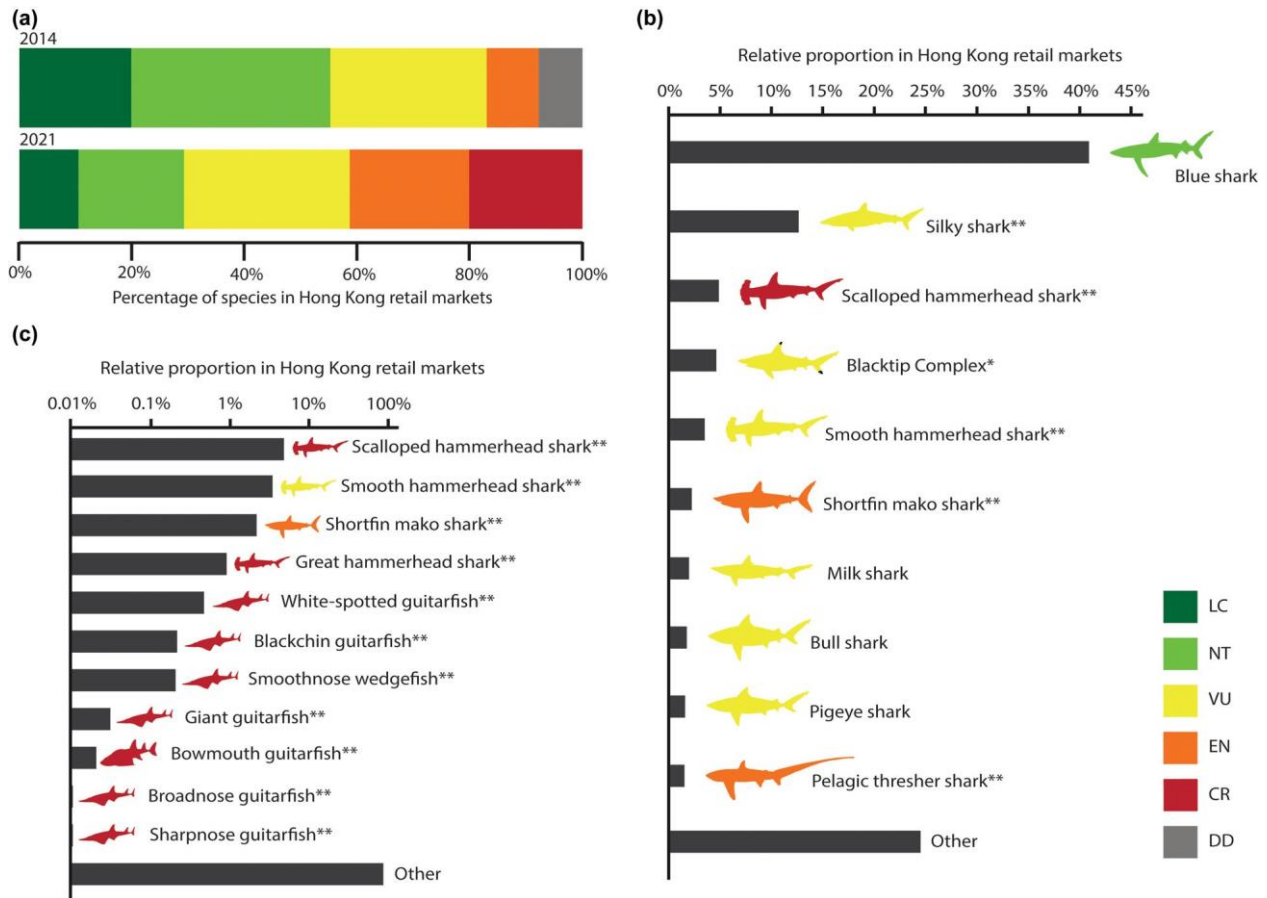 (a)
2014
2021
0% 20% 40% 60% 80% 100%
Percentage of species in Hong Kong retail markets
(b)
Relative proportion in Hong Kong retail markets
0% 5% 10% 15% 20% 25% 30% 35% 40% 45%
Blue shark
Silky shark**
Scalloped hammerhead shark**
Blacktip Complex*
Smooth hammerhead shark**
Shortfin mako shark**
Milk shark
Bull shark
Pigeye shark
Pelagic thresher shark**
Other
LC
NT
VU
EN
CR
DD
(c)
Relative proportion in Hong Kong retail markets
0.01% 0.1% 1% 10% 100%
Scalloped hammerhead shark**
Smooth hammerhead shark**
Shortfin mako shark**
Great hammerhead shark**
White-spotted guitarfish**
Blackchin guitarfish**
Smoothnose wedgefish**
Giant guitarfish**
Bowmouth guitarfish**
Broadnose guitarfish**
Sharpnose guitarfish**
Other